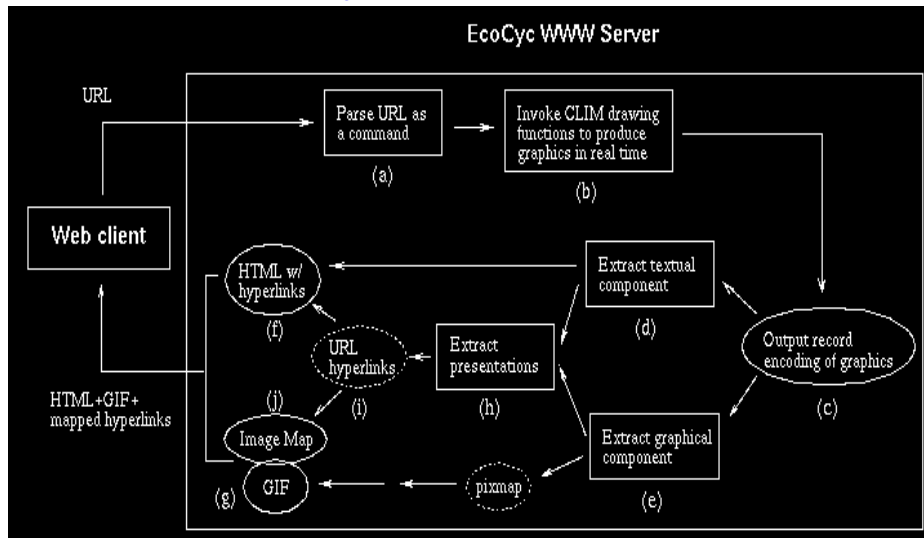 EcoCyc WWW Server
URL
Parse URL as
a command
(a)
Invoke CLIM drawing
functions to produce
graphics in real time
(b)
Web client
HTML w/
hyperlinks
(f)
Extract textual
component
(d)
URL
hyperlinks
(i)
Extract
presentations
(h)
Output record
encoding of graphics
(c)
HTML+GIF+
mapped hyperlinks
(j)
Image Map
(g)
GIF
pixmap
Extract graphical
component
(e)